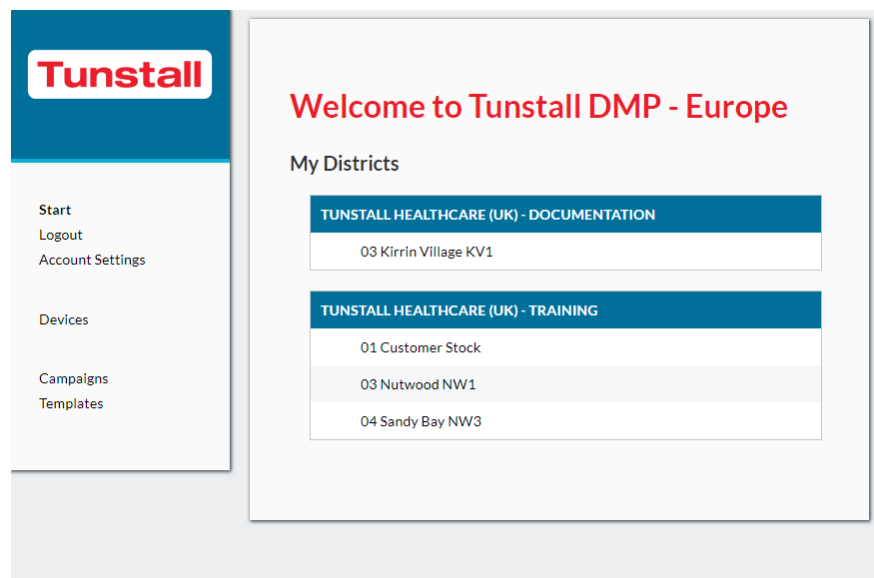 Tunstall
Start
Logout
Account Settings
Devices
Campaigns
Templates
Welcome to Tunstall DMP - Europe
My Districts
TUNSTALL HEALTHCARE (UK) - DOCUMENTATION
03 Kirrin Village KV1
TUNSTALL HEALTHCARE (UK) - TRAINING
01 Customer Stock
03 Nutwood NW1
04 Sandy Bay NW3